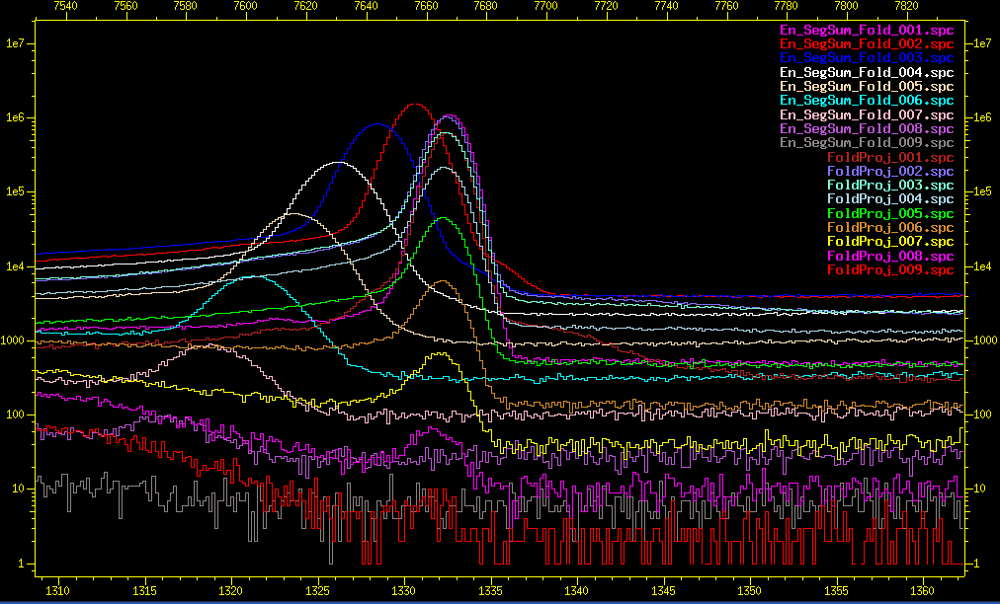 7540 7560 7580 7600 7620 7640 7660 7680 7700 7720 7740 7760 7780 7800 7820
En_SegSum_Fold_001.spc
En_SegSum_Fold_002.spc
En_SegSum_Fold_003.spc
En_SegSum_Fold_004.spc
En_SegSum_Fold_005.spc
En_SegSum_Fold_006.spc
En_SegSum_Fold_007.spc
En_SegSum_Fold_008.spc
En_SegSum_Fold_009.spc
FoldProj_001.spc
FoldProj_002.spc
FoldProj_003.spc
FoldProj_004.spc
FoldProj_005.spc
FoldProj_006.spc
FoldProj_007.spc
FoldProj_008.spc
FoldProj_009.spc
1e7 1e7
1e6 1e6
1e5 1e5
1e4 1e4
1000 1000
100 100
10 10
1 1
1310 1315 1320 1325 1330 1335 1340 1345 1350 1355 1360